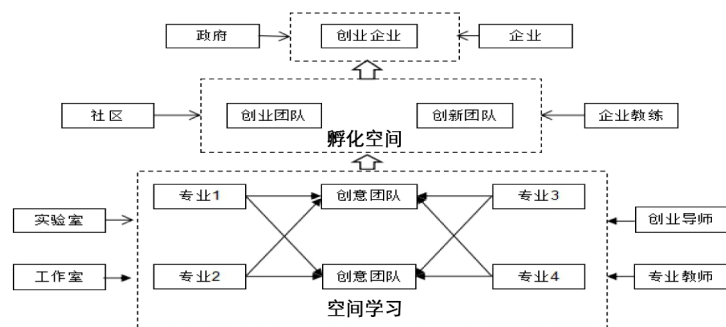 政府
创业企业
企业
社区
创业团队
创新团队
企业教练
孵化空间
专业1
创意团队
专业3
实验室
创业导师
工作室
专业2
创意团队
专业4
专业教师
空间学习